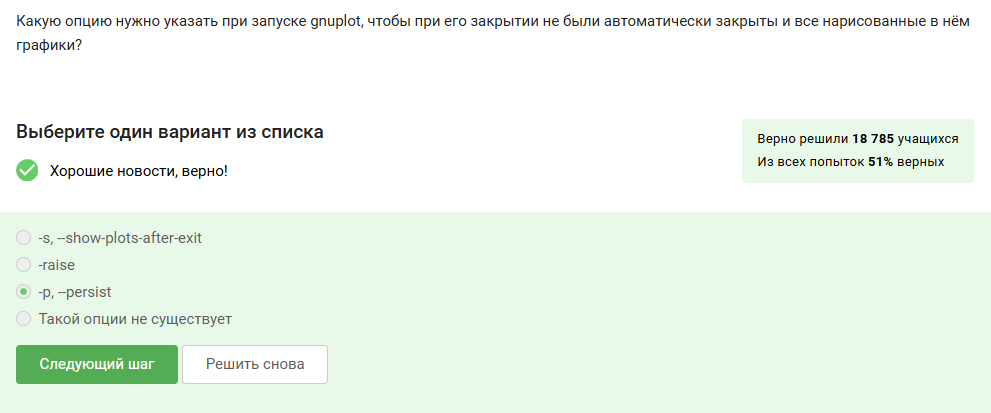 Какую опцию нужно указать при запуске gnuplot, чтобы при его закрытии не были автоматически закрыты и все нарисованные в нём
графики?
Выберите один вариант из списка
Хорошие новости, верно!
Верно решили 18 785 учащихся
Из всех попыток 51% верных
-s, --show-plots-after-exit
-raise
-p, --persist
Такой опции не существует
Следующий шаг
Решить снова